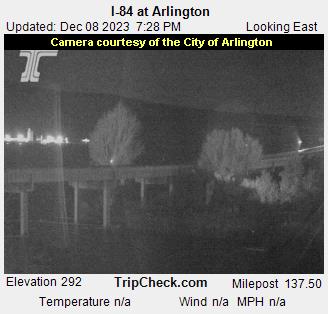 I-84 at Arlington
Updated: Dec 08 2023 7:28 PM Looking East
Camera courtesy of the City of Arlington
Elevation 292 TripCheck.com Milepost 137.50
Temperature n/a Wind n/a MPH n/a